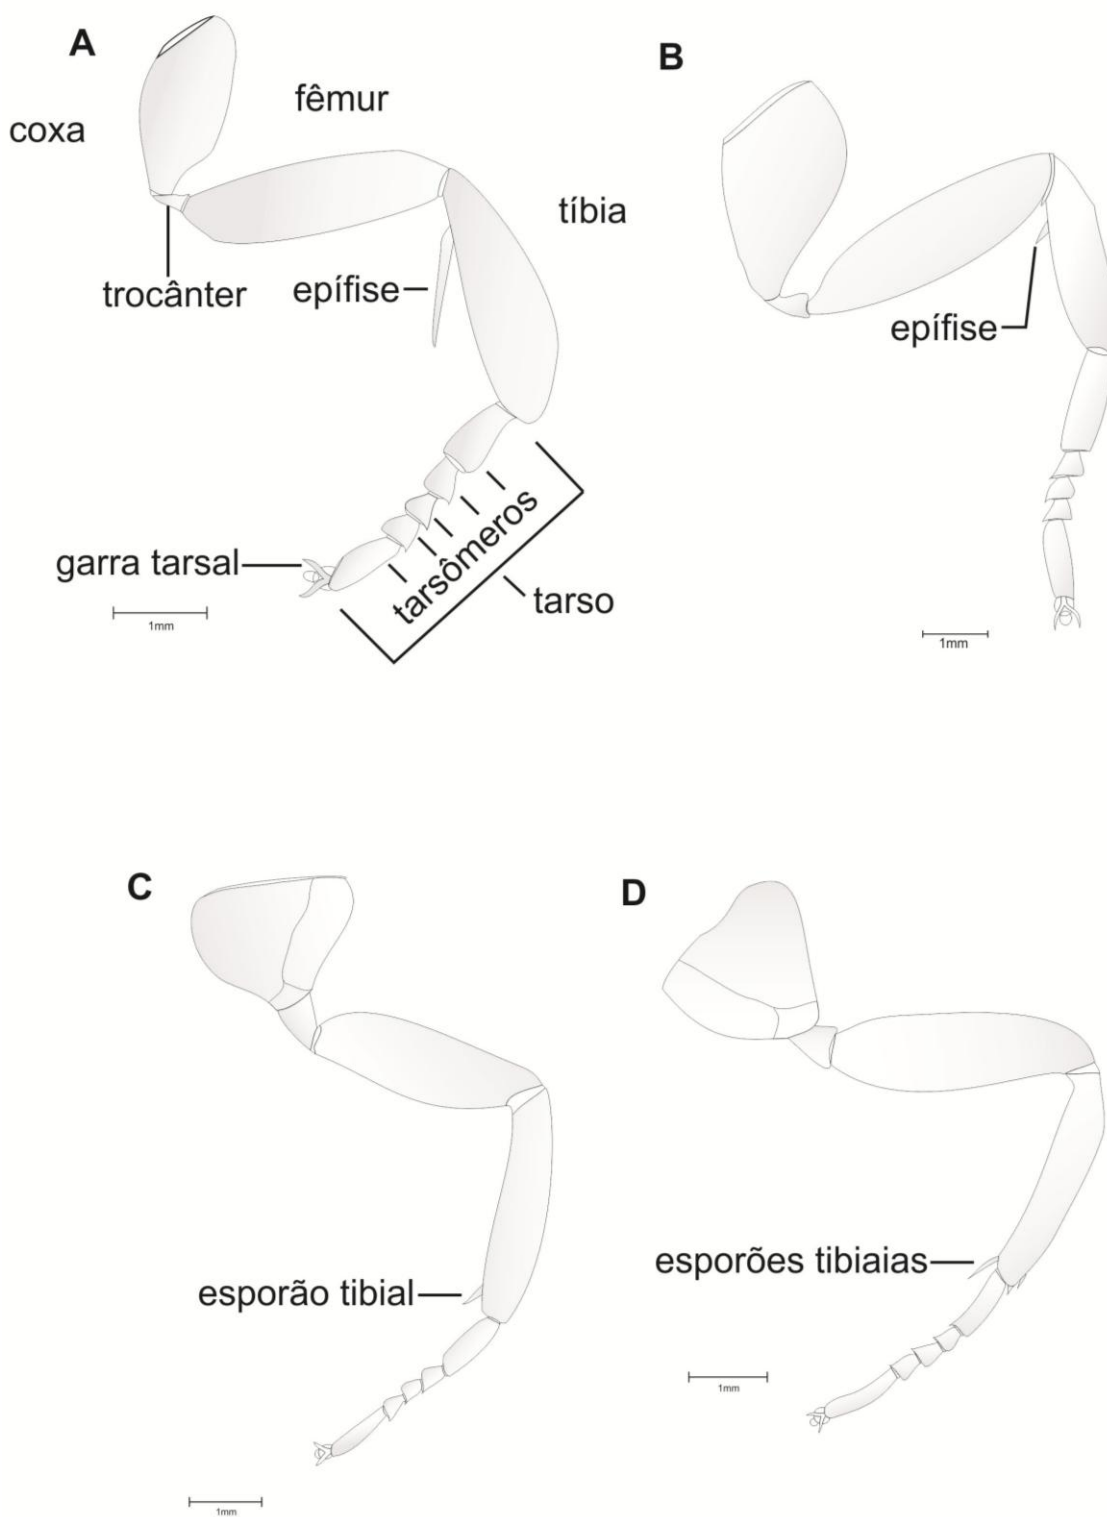 A
coxa
fêmur
tíbia
trocânter
epífise
garra tarsal
tarsômeros
tarso
1mm
B
epífise
1mm
C
esporão tibial
1mm
D
esporões tibiaias
1mm